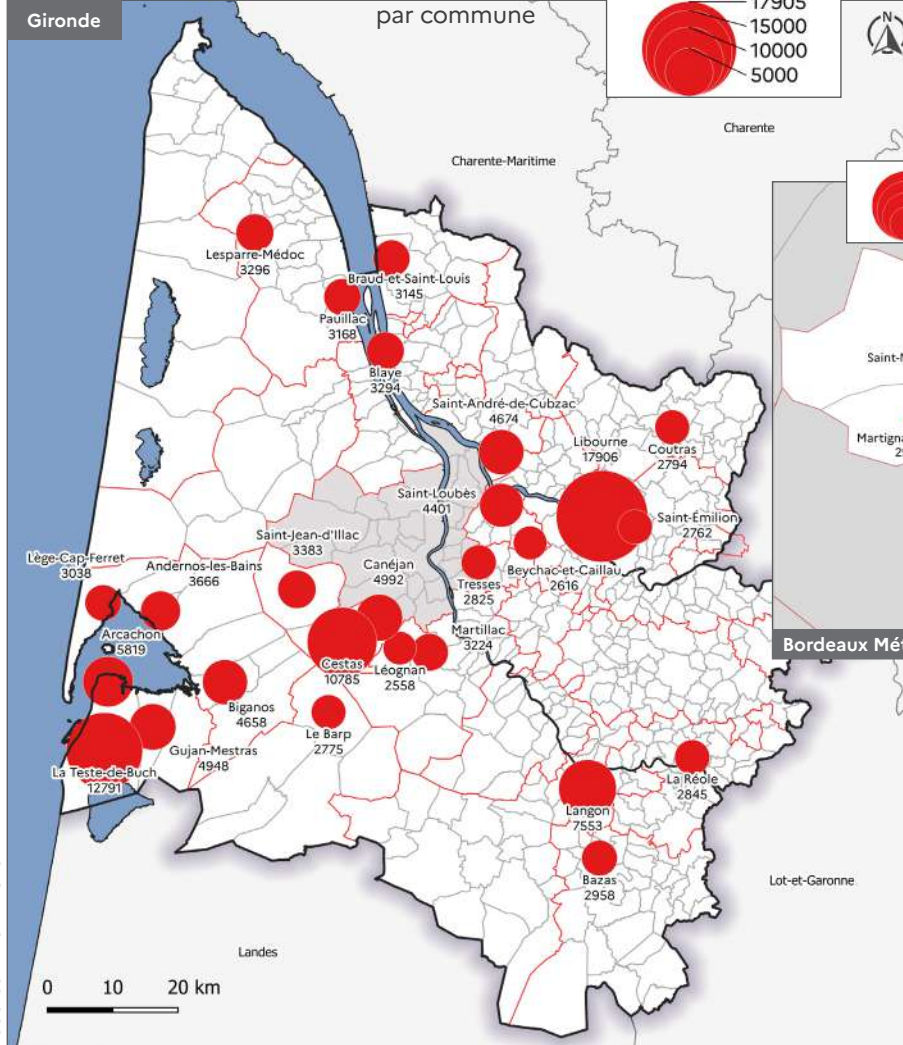 Gironde
par commune
17905
15000
10000
5000
N
Charente
Charente-Maritime
Lesparre-Médoc
3296
Braud-et-Saint-Louis
3145
Pauillac
3168
Blaye
3294
Saint-André-de-Cubzac
4674
Libourne
17906
Coutras
2794
Saint-Loubès
4401
Saint-Émilion
2762
Saint-Jean-d'Illac
3383
Canéjan
4992
Beychac-et-Caillau
2616
Tresses
2825
Lège-Cap-Ferret
3038
Andernos-les-Bains
3666
Arcachon
5819
Martillac
3224
Cestas
10785
Léognan
2558
Biganos
4658
Le Barp
2775
Gujan-Mestras
4948
La Teste-de-Buch
12791
La Réole
2845
Langon
7553
Bazas
2958
Lot-et-Garonne
Landes
0 10 20 km
Martigna
Bordeaux Mét